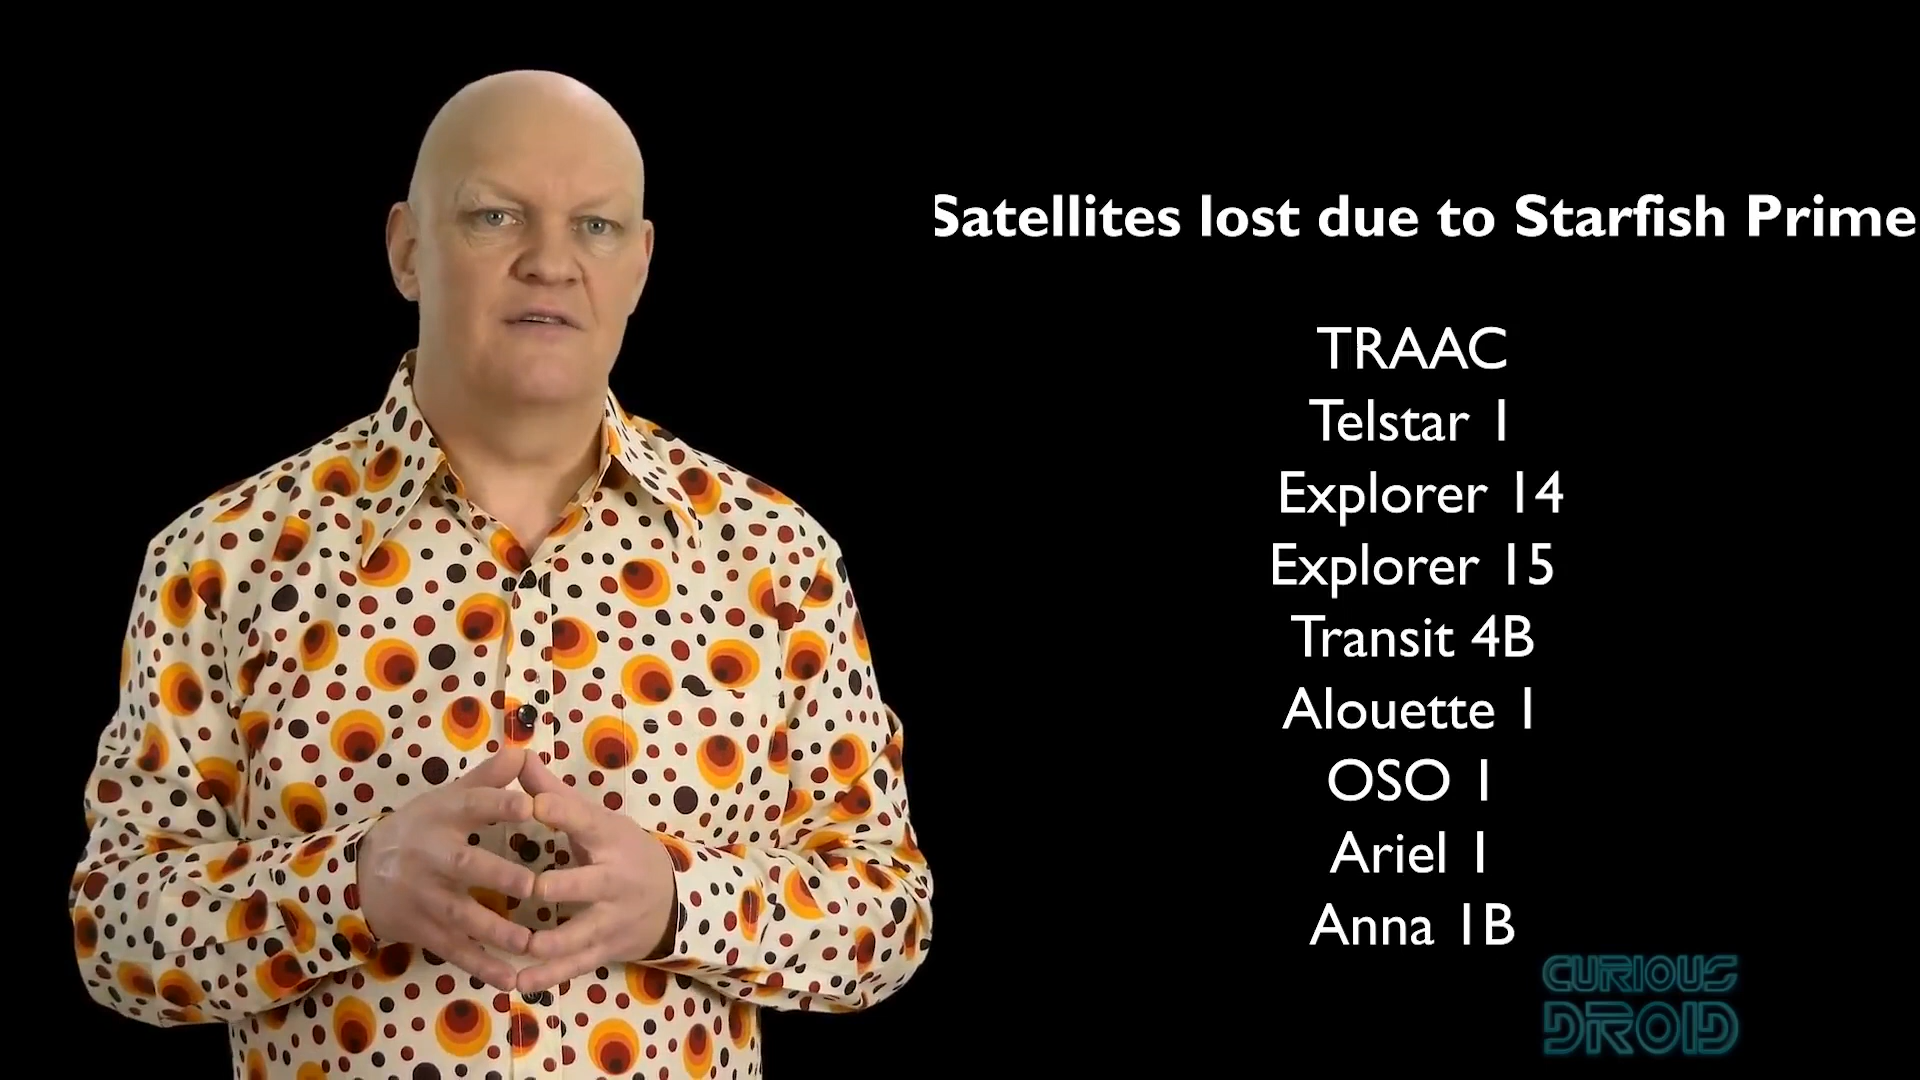 Satellites lost due to Starfish Prime
TRAAC
Telstar 1
Explorer 14
Explorer 15
Transit 4B
Alouette 1
OSO 1
Ariel 1
Anna 1B
CURIOUS
DROID